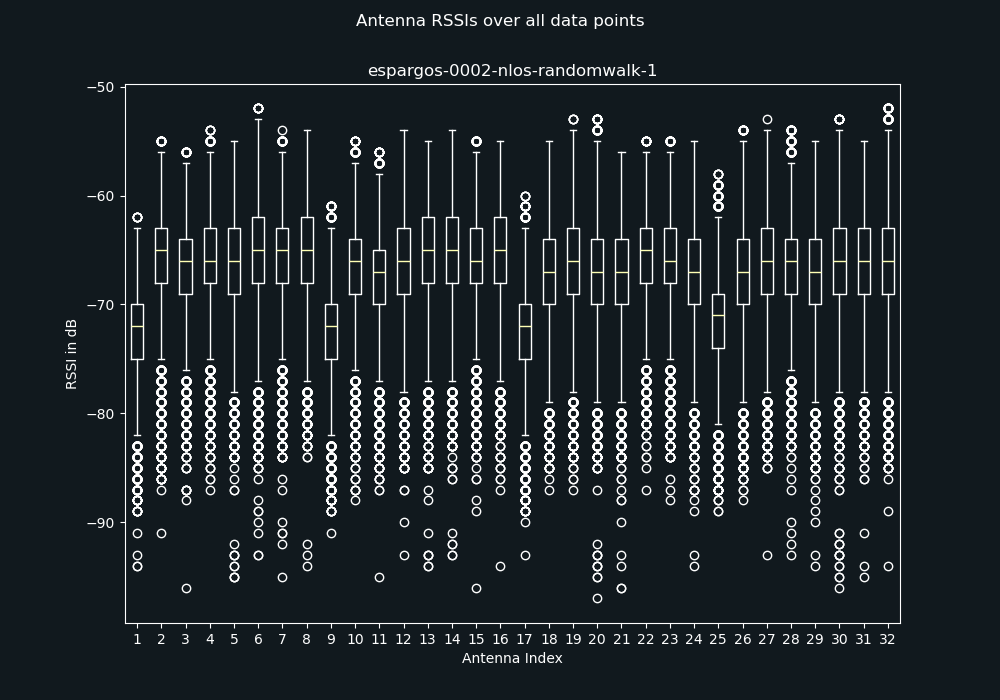 Antenna RSSIs over all data points
espargos-0002-nlos-randomwalk-1
−50
−60
−70
−80
−90
RSSI in dB
1 2 3 4 5 6 7 8 9 10 11 12 13 14 15 16 17 18 19 20 21 22 23 24 25 26 27 28 29 30 31 32
Antenna Index